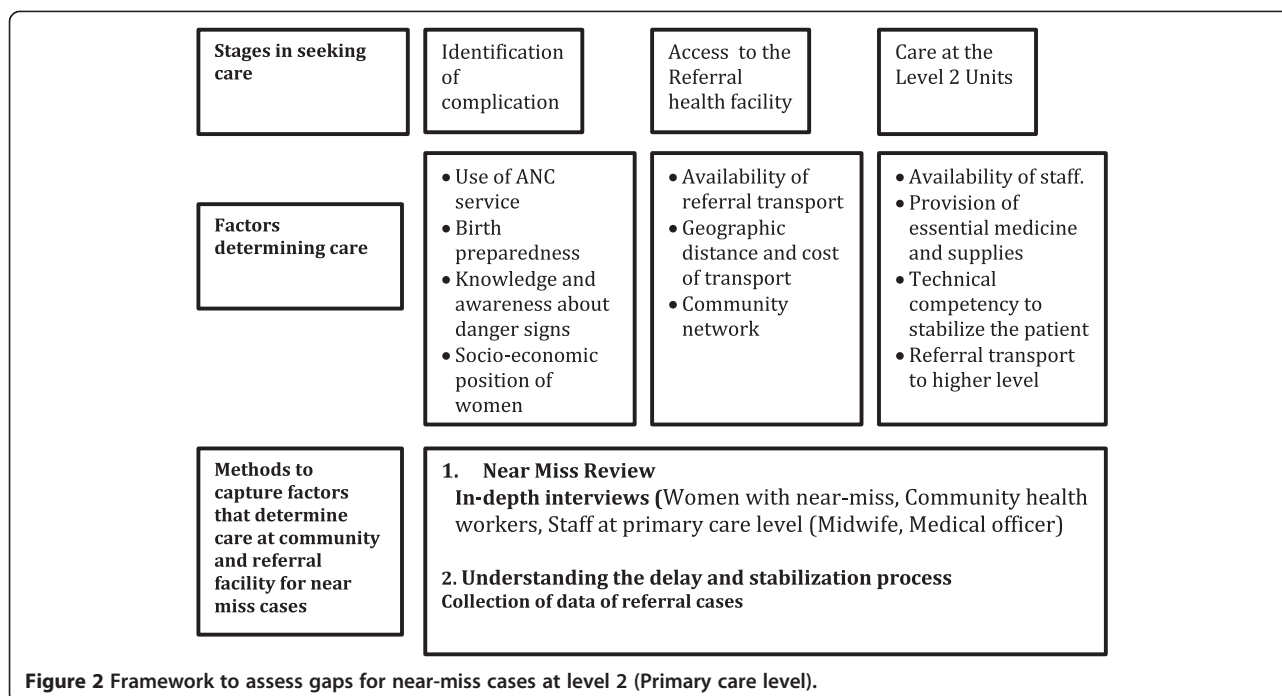 Stages in seeking
care
Identification
of
complication
Access to the
Referral
health facility
Care at the
Level 2 Units
Factors
determining care
• Use of ANC
service
• Birth
preparedness
• Knowledge and
awareness about
danger signs
• Socio-economic
position of
women
• Availability of
referral transport
• Geographic
distance and cost
of transport
• Community
network
• Availability of staff.
• Provision of
essential medicine
and supplies
• Technical
competency to
stabilize the patient
• Referral transport
to higher level
Methods to
capture factors
that determine
care at community
and referral
facility for near
miss cases
1. Near Miss Review
In-depth interviews (Women with near-miss, Community health
workers, Staff at primary care level (Midwife, Medical officer)
2. Understanding the delay and stabilization process
Collection of data of referral cases
Figure 2 Framework to assess gaps for near-miss cases at level 2 (Primary care level).